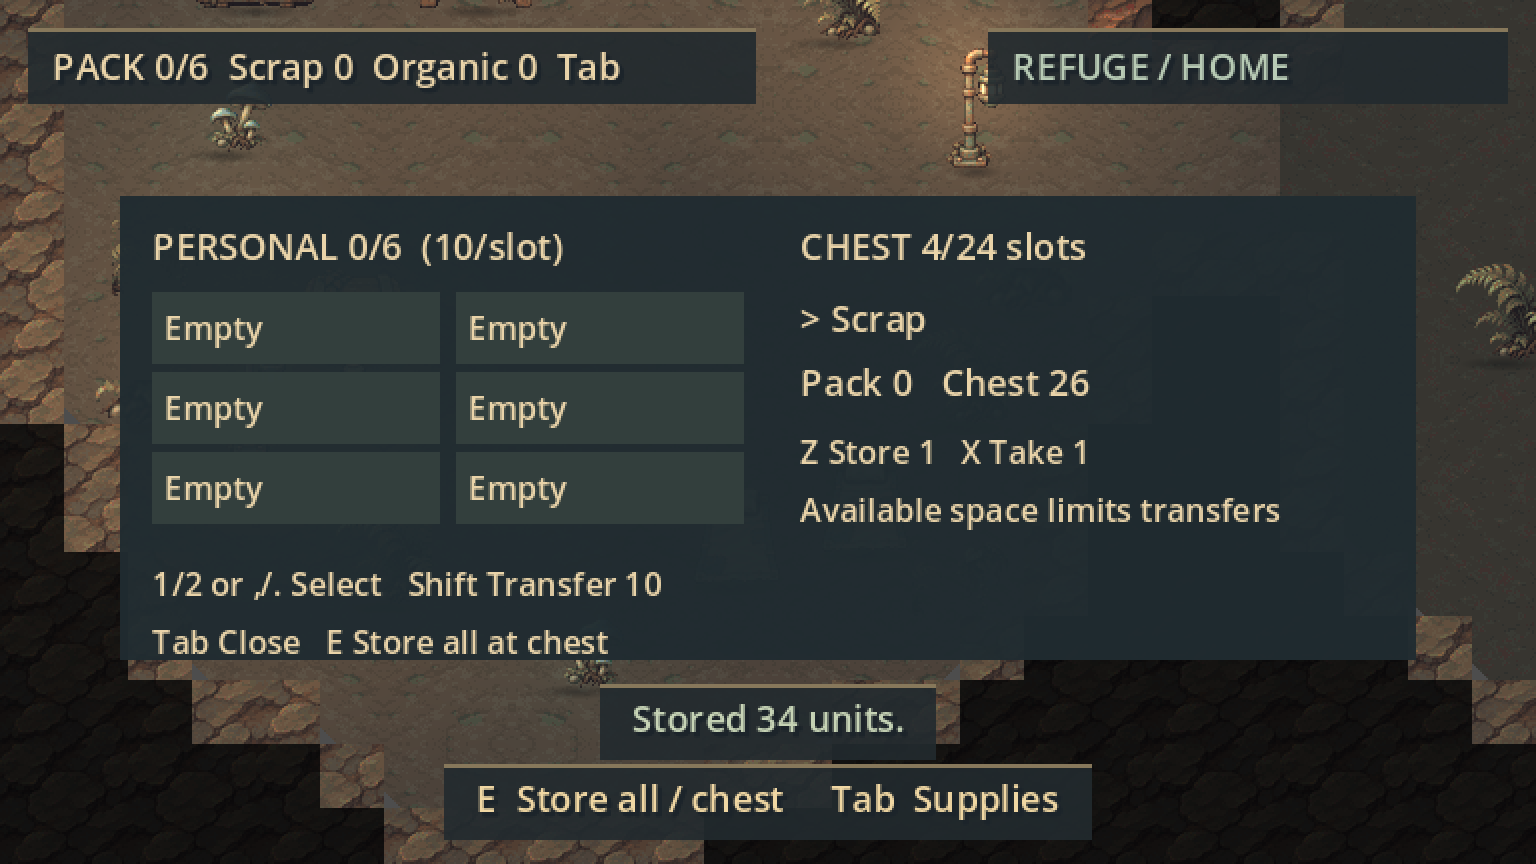 PACK 0/6  Scrap 0  Organic 0  Tab
REFUGE / HOME
PERSONAL 0/6  (10/slot)
Empty
Empty
Empty
Empty
Empty
Empty
CHEST 4/24 slots
> Scrap
Pack 0   Chest 26
Z Store 1   X Take 1
Available space limits transfers
1/2 or ,/. Select   Shift Transfer 10
Tab Close   E Store all at chest
Stored 34 units.
E  Store all / chest     Tab  Supplies